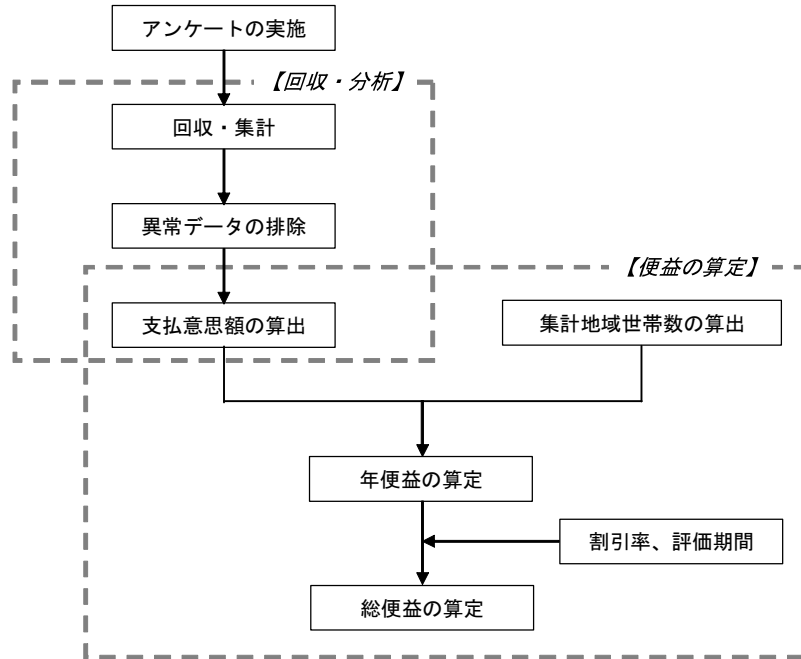 アンケートの実施
【回収・分析】
回収・集計
異常データの排除
【便益の算定】
支払意思額の算出
集計地域世帯数の算出
年便益の算定
割引率、評価期間
総便益の算定